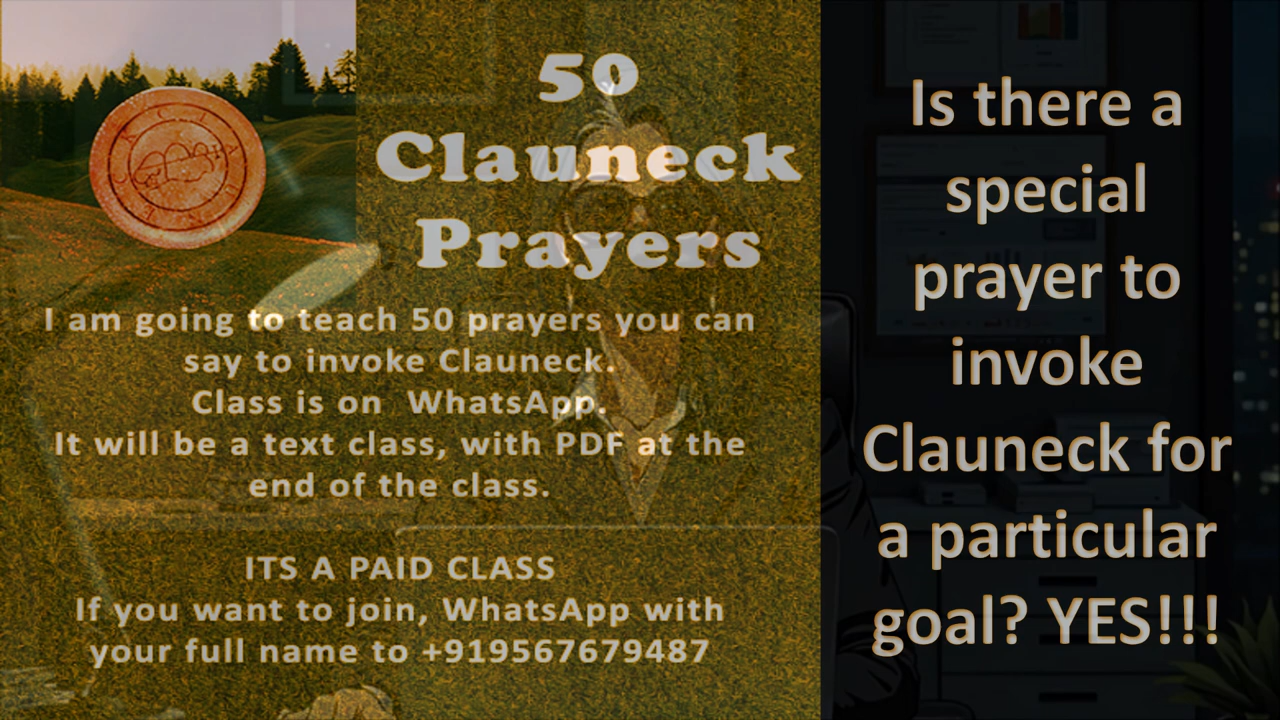 50
Clauneck
Prayers
I am going to teach 50 prayers you can
say to invoke Clauneck.
Class is on WhatsApp.
It will be a text class, with PDF at the
end of the class.
ITS A PAID CLASS
If you want to join, WhatsApp with
your full name to +919567679487
Is there a
special
prayer to
invoke
Clauneck for
a particular
goal? YES!!!